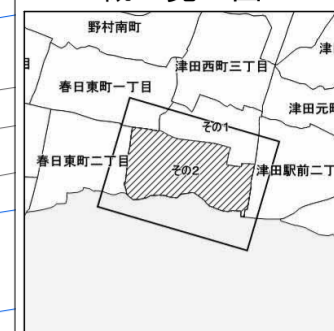 野村南町
津田西町三丁目
春日東町一丁目
津田元町
その1
春日東町二丁目
その2
津田駅前二丁